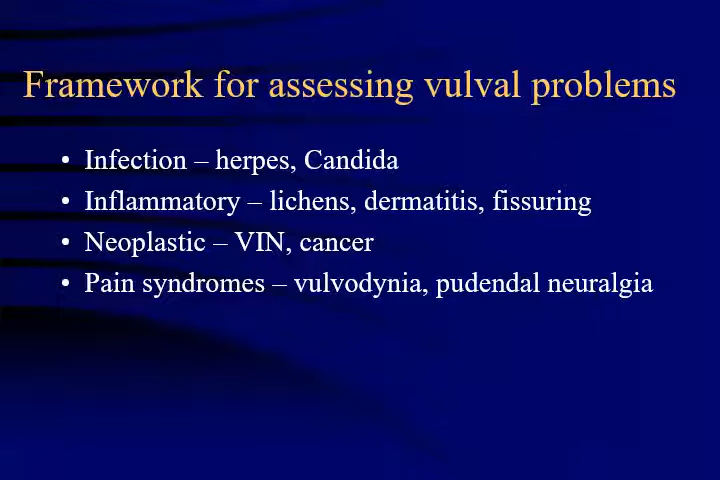 Framework for assessing vulval problems
• Infection – herpes, Candida
• Inflammatory – lichens, dermatitis, fissuring
• Neoplastic – VIN, cancer
• Pain syndromes – vulvodynia, pudendal neuralgia